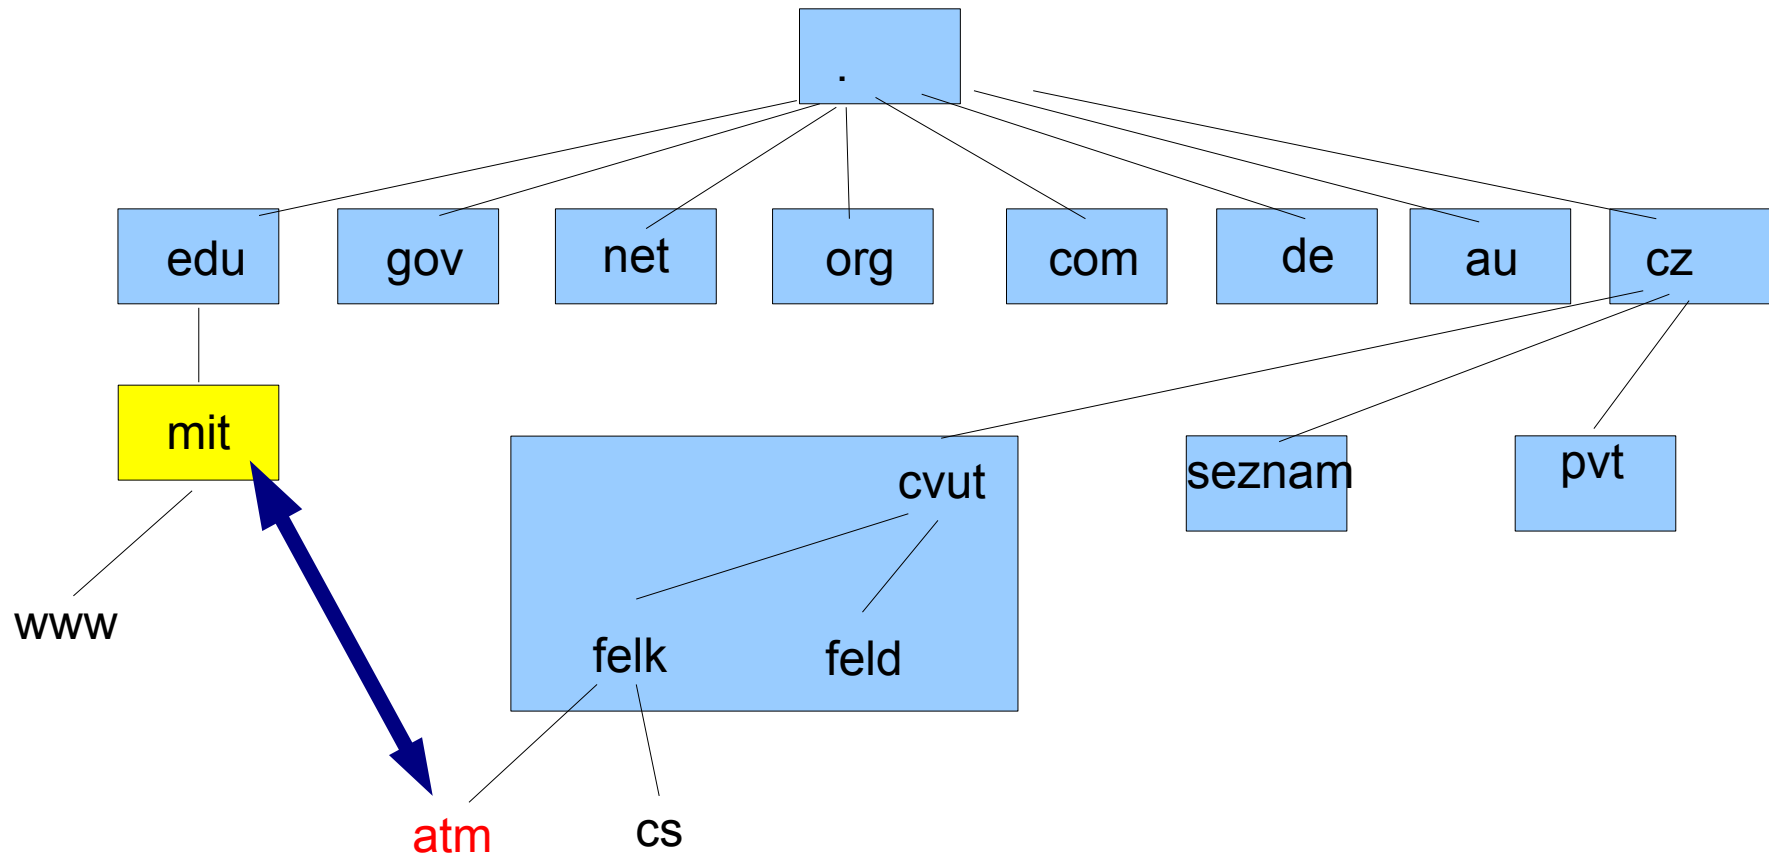 .
edu gov net org com de au cz
mit
cvut seznam pvt
www
felk feld
atm cs